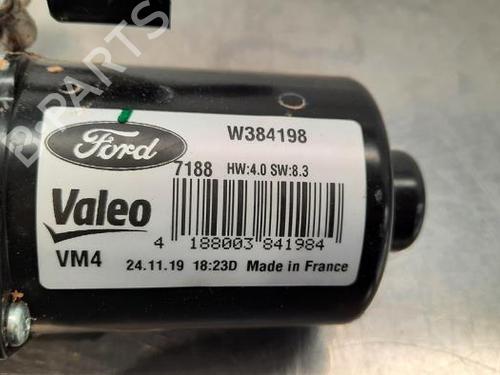 Ford W384198
7188 HW:4.0 SW:8.3
Valeo
4 188003 841984
VM4 24.11.19 18:23D Made in France
B-PARTS